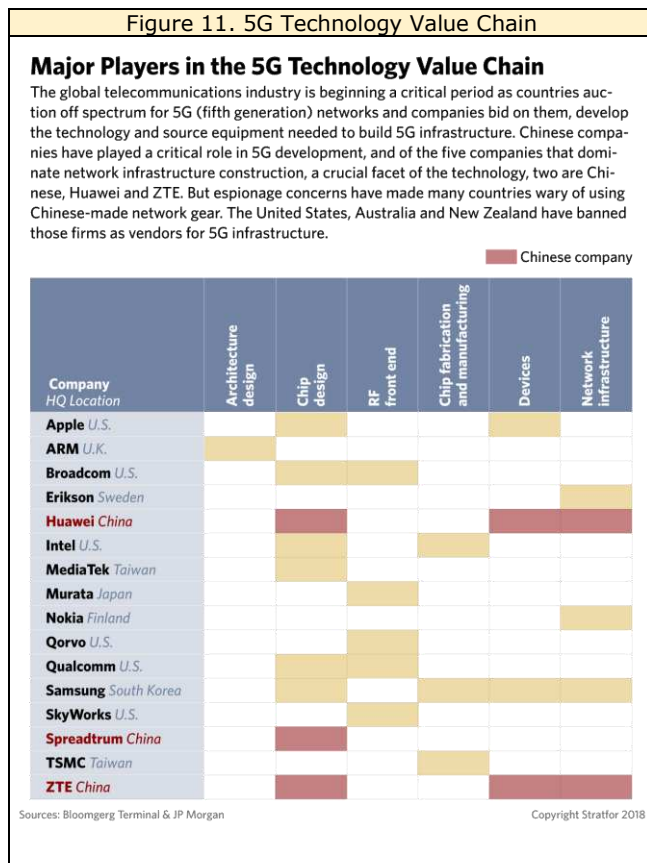 Figure 11. 5G Technology Value Chain
Major Players in the 5G Technology Value Chain
The global telecommunications industry is beginning a critical period as countries auc-
tion off spectrum for 5G (fifth generation) networks and companies bid on them, develop
the technology and source equipment needed to build 5G infrastructure. Chinese compa-
nies have played a critical role in 5G development, and of the five companies that domi-
nate network infrastructure construction, a crucial facet of the technology, two are Chi-
nese, Huawei and ZTE. But espionage concerns have made many countries wary of using
Chinese-made network gear. The United States, Australia and New Zealand have banned
those firms as vendors for 5G infrastructure.
Chinese company
Company
HQ Location
Architecture
design
Chip
design
RF
front end
Chip fabrication
and manufacturing
Devices
Network
infrastructure
Apple U.S.
ARM U.K.
Broadcom U.S.
Erikson Sweden
Huawei China
Intel U.S.
MediaTek Taiwan
Murata Japan
Nokia Finland
Qorvo U.S.
Qualcomm U.S.
Samsung South Korea
SkyWorks U.S.
Spreadtrum China
TSMC Taiwan
ZTE China
Sources: Bloomgerg Terminal & JP Morgan
Copyright Stratfor 2018